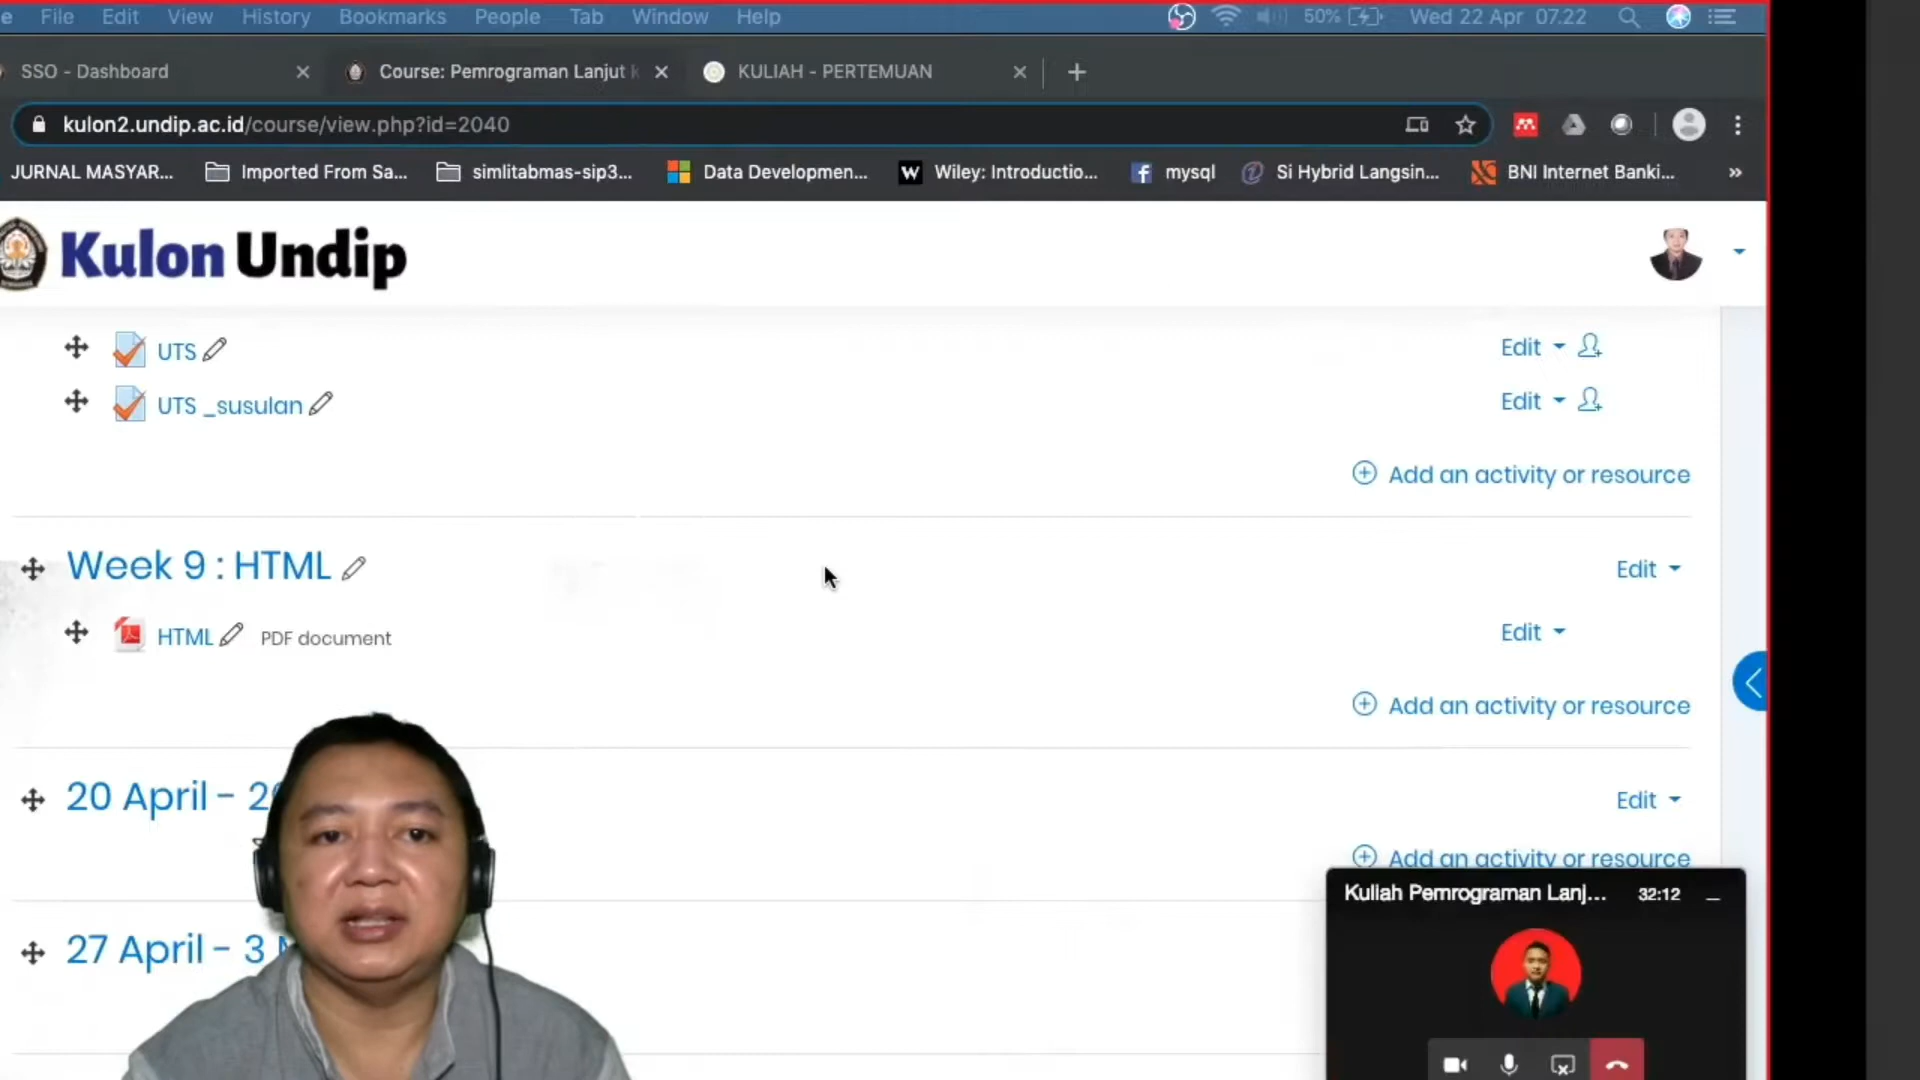 File Edit View History Bookmarks People Tab Window Help 50% Wed 22 Apr 07.22
SSO - Dashboard Course: Pemrograman Lanjut KULIAH - PERTEMUAN
kulon2.undip.ac.id/course/view.php?id=2040
JURNAL MASYAR... Imported From Sa... simlitabmas-sip3... Data Developmen... W Wiley: Introductio... mysql Si Hybrid Langsin... BNI Internet Banki... »
Kulon Undip
UTS Edit
UTS _susulan Edit
Add an activity or resource
Week 9 : HTML Edit
HTML PDF document Edit
Add an activity or resource
20 April - 2 Edit
Add an activity or resource
27 April - 3
Kuliah Pemrograman Lanj... 32:12